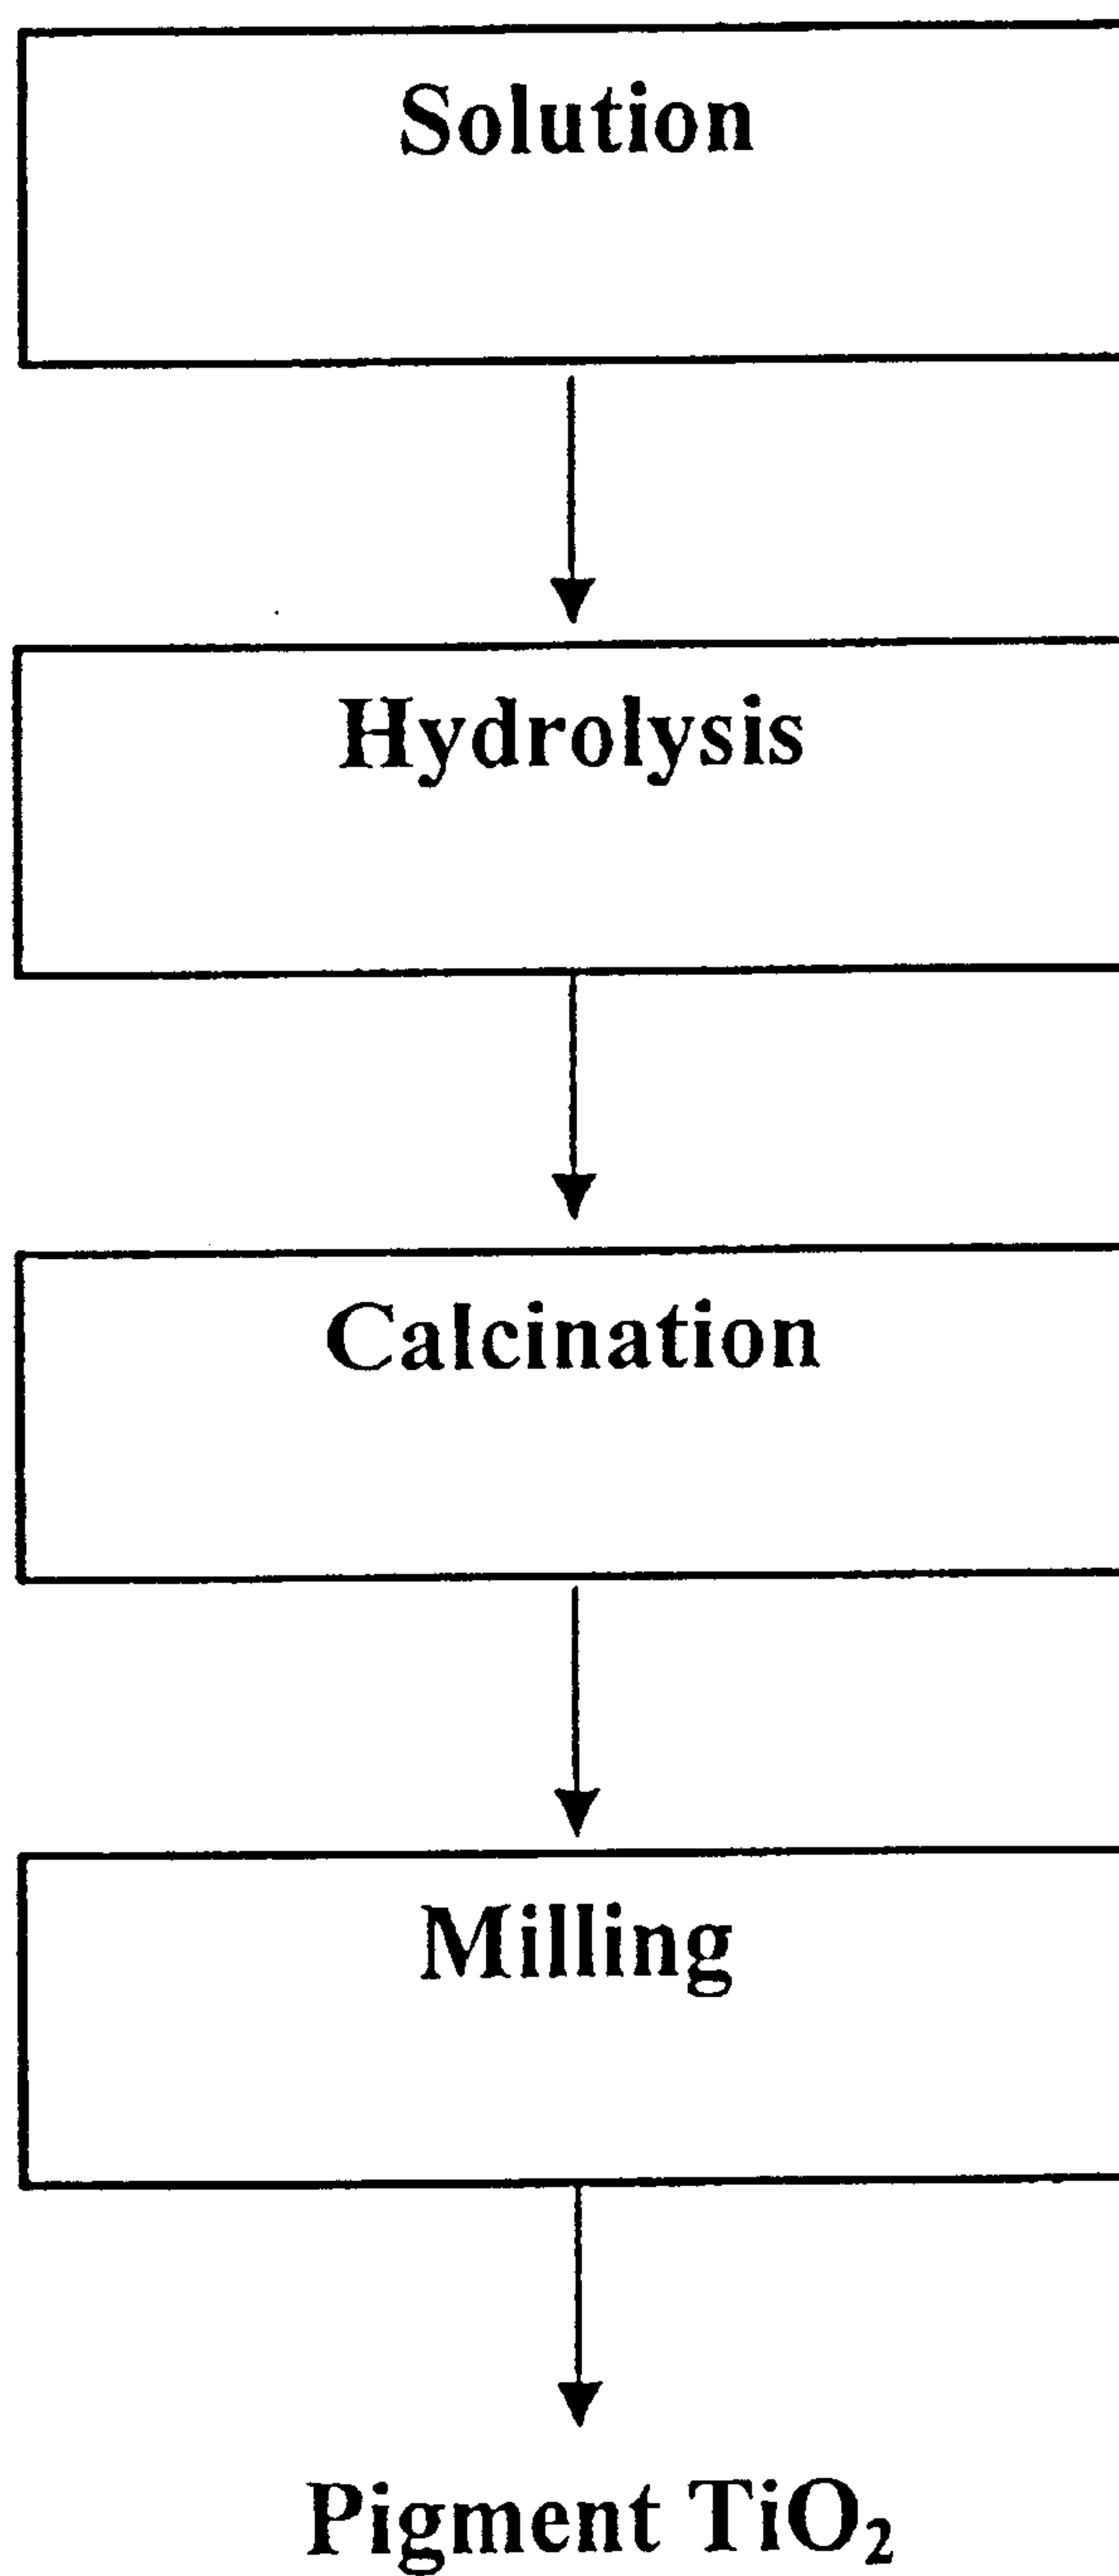 Solution
Hydrolysis
Calcination
Milling
Pigment TiO₂